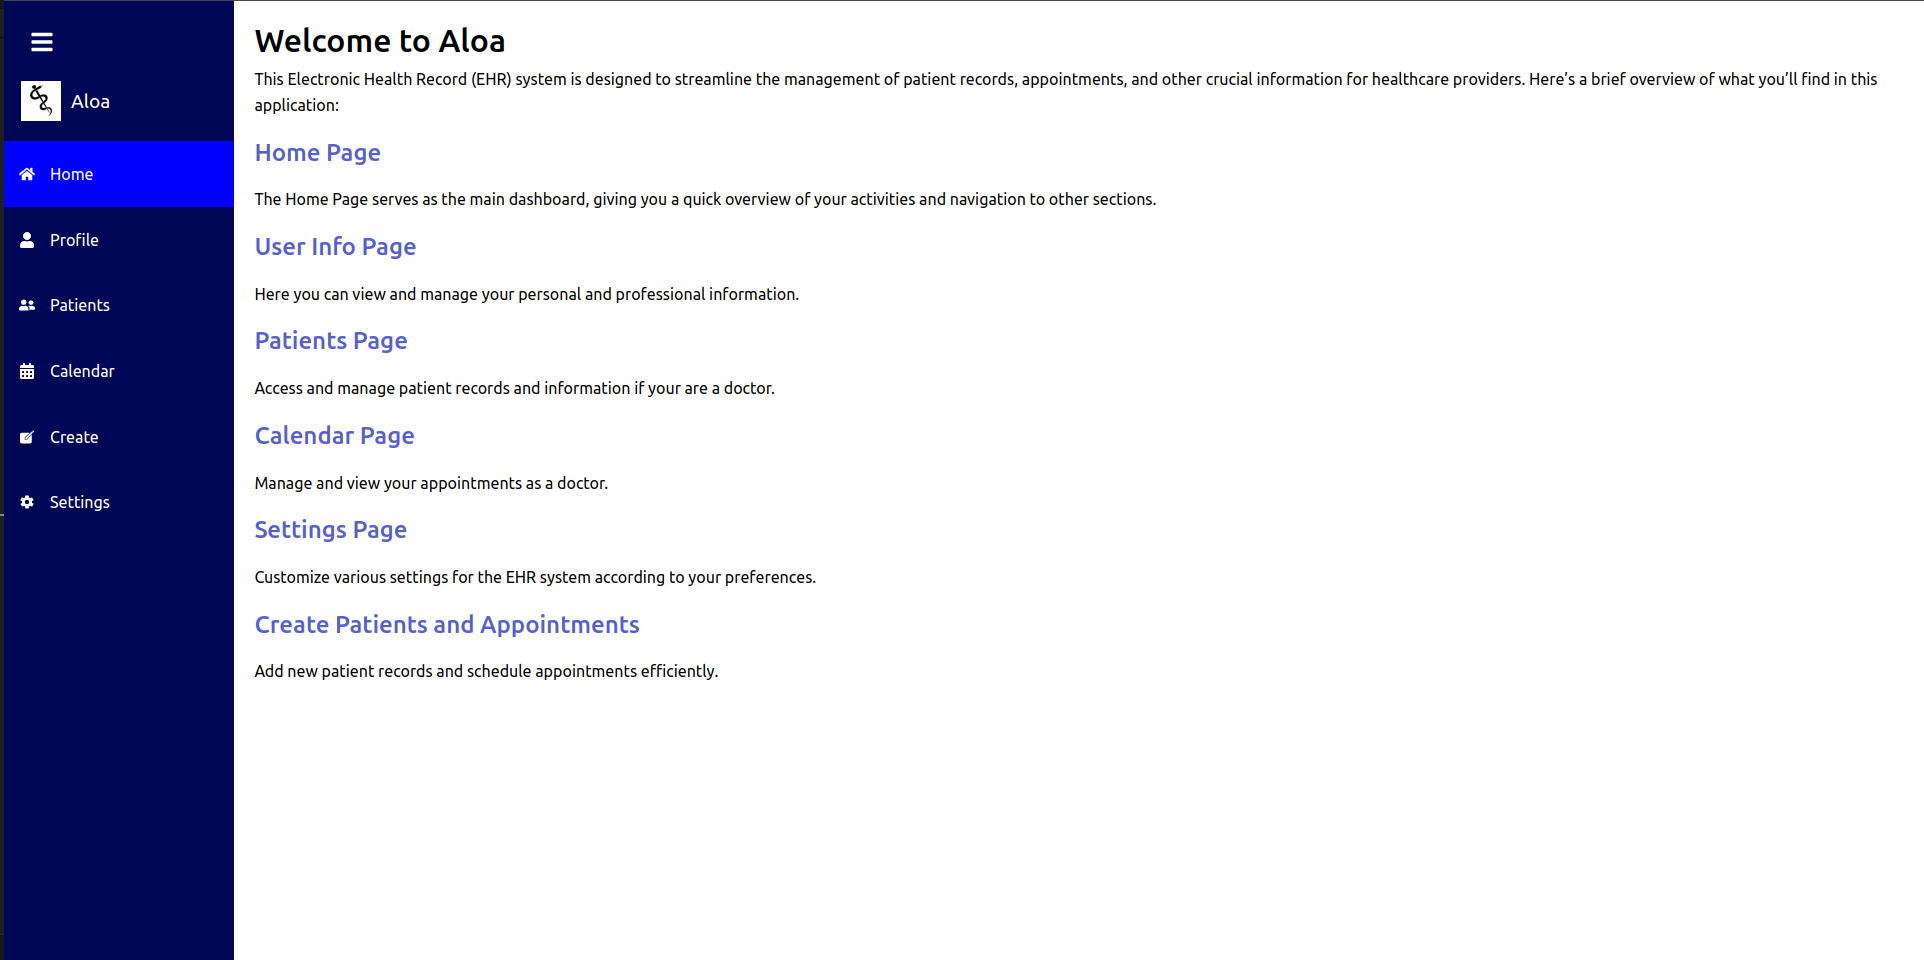 Aloa
Home
Profile
Patients
Calendar
Create
Settings
Welcome to Aloa
This Electronic Health Record (EHR) system is designed to streamline the management of patient records, appointments, and other crucial information for healthcare providers. Here’s a brief overview of what you’ll find in this
application:
Home Page
The Home Page serves as the main dashboard, giving you a quick overview of your activities and navigation to other sections.
User Info Page
Here you can view and manage your personal and professional information.
Patients Page
Access and manage patient records and information if your are a doctor.
Calendar Page
Manage and view your appointments as a doctor.
Settings Page
Customize various settings for the EHR system according to your preferences.
Create Patients and Appointments
Add new patient records and schedule appointments efficiently.